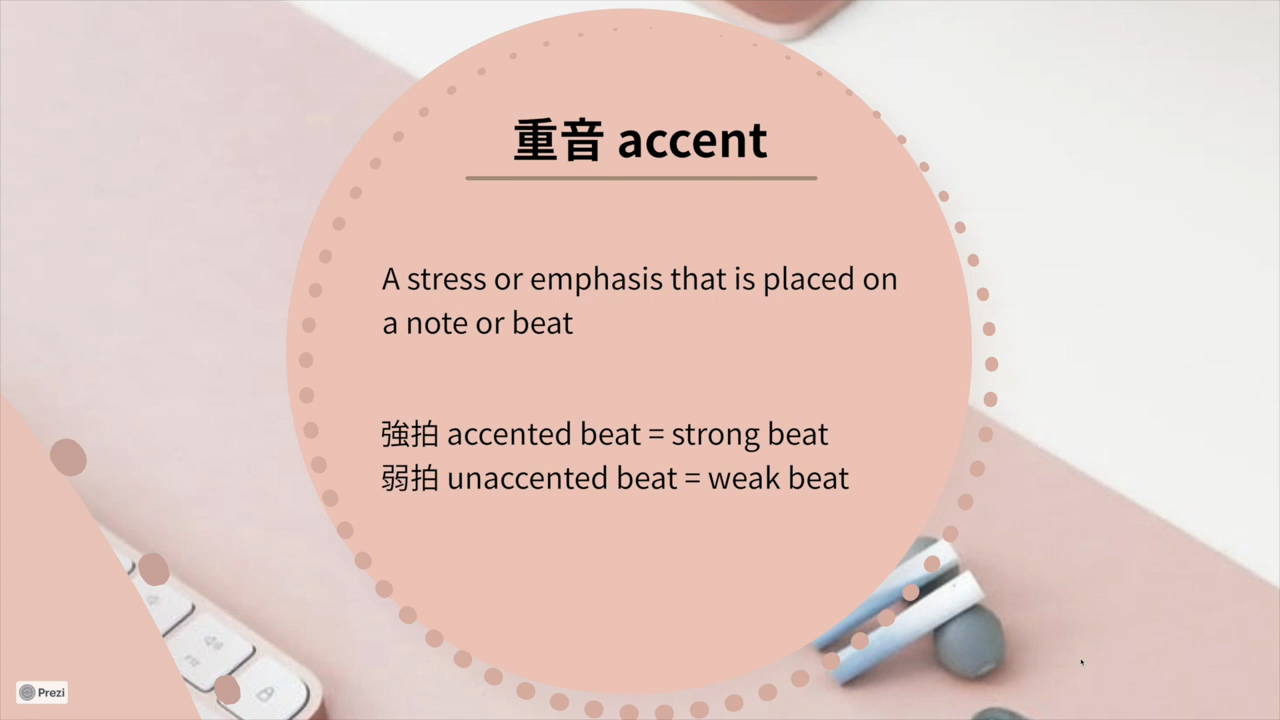 重音 accent
A stress or emphasis that is placed on
a note or beat
強拍 accented beat = strong beat
弱拍 unaccented beat = weak beat
Prezi